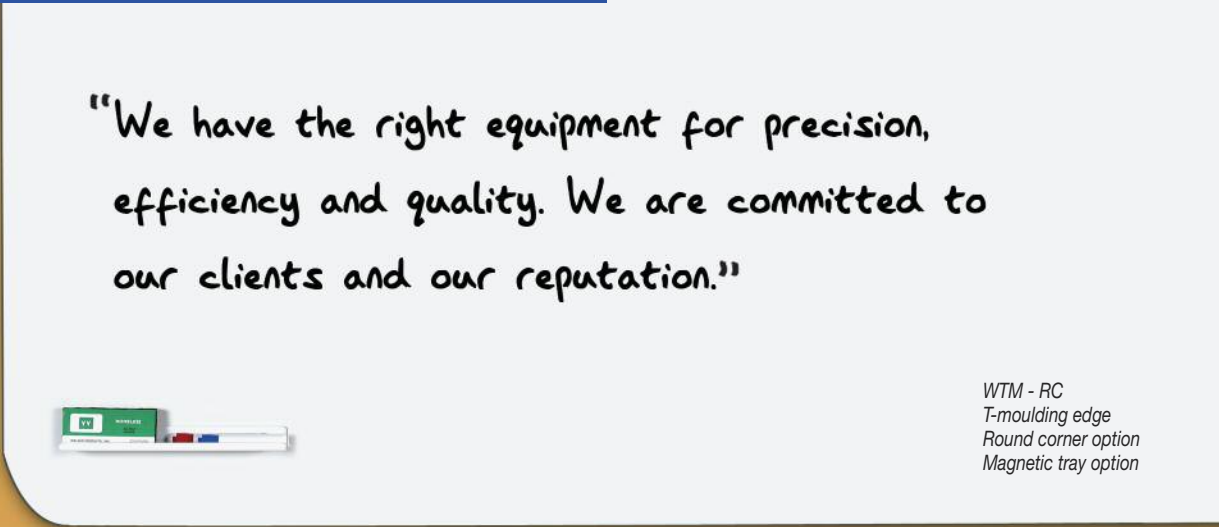 “We have the right equipment for precision,
efficiency and quality. We are committed to
our clients and our reputation.”
YY
WTM - RC
T-moulding edge
Round corner option
Magnetic tray option